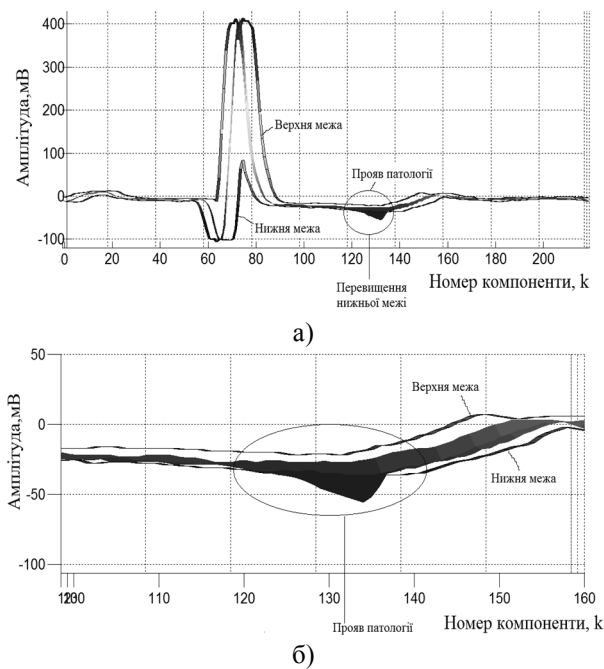 Амплітуда,мВ
400
300
200
100
0
-100
Верхня межа
Прояв патології
Нижня межа
0 20 40 60 80 100 120 140 160 180 200
Перевищення
нижньої межі
Номер компоненти, k
а)
Амплітуда,мВ
50
0
-50
-100
Верхня межа
Нижня межа
100 110 120 130 140 150 160
Прояв патології
Номер компоненти, k
б)